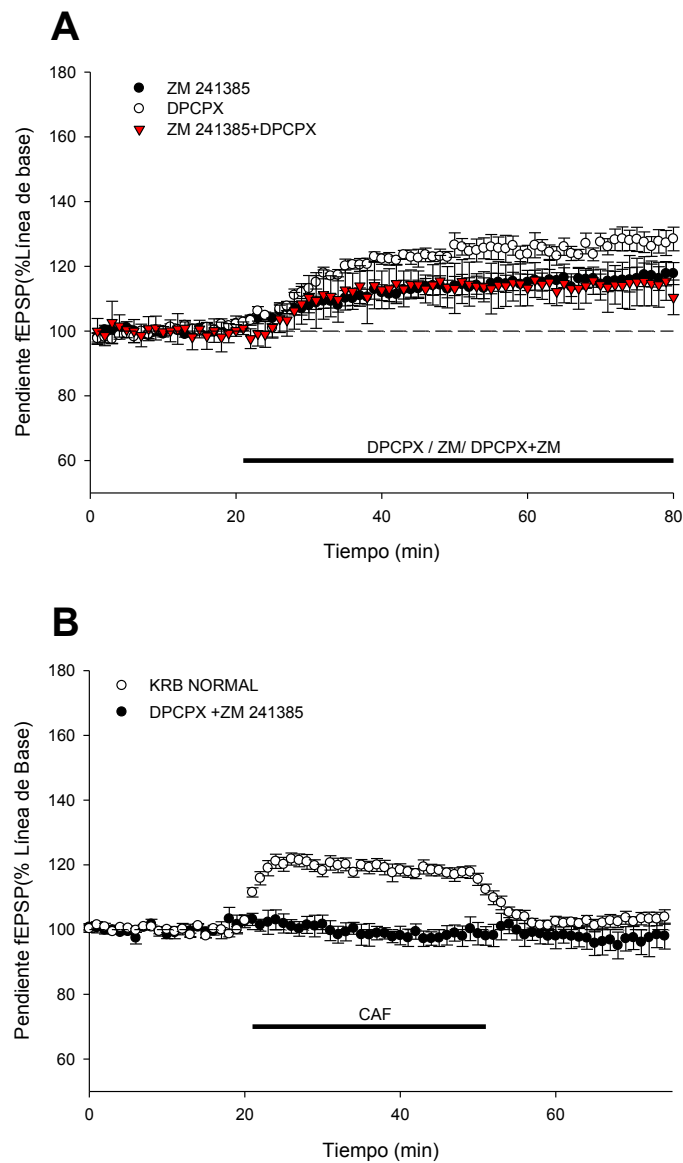 A
180
160
140
120
100
80
60
Pendiente fEPSP(%Línea de base)
ZM 241385
DPCPX
ZM 241385+DPCPX
DPCPX / ZM/ DPCPX+ZM
0
20
40
60
80
Tiempo (min)
B
180
160
140
120
100
80
60
Pendiente fEPSP(% Línea de Base)
KRB NORMAL
DPCPX +ZM 241385
CAF
0
20
40
60
Tiempo (min)